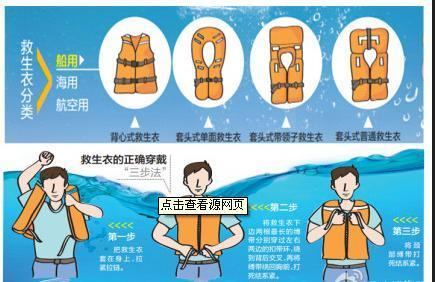 救生衣分类
船用
海用
航空用
背心式救生衣
套头式单面救生衣
套头式带领子救生衣
套头式普通救生衣
救生衣的正确穿戴
“三步法”
点击查看源网页
<<<<
第一步
把救生衣
套在身上，拉
紧拉链。
<<<<
第二步
将救生衣下
边两根最长的缚
带分别穿过左右
两边的扣带环，绕
到背后交叉，再将
缚带绕回胸前，打
死结系紧。
<<<<
第三步
将颈
部缚带打
死结系紧。